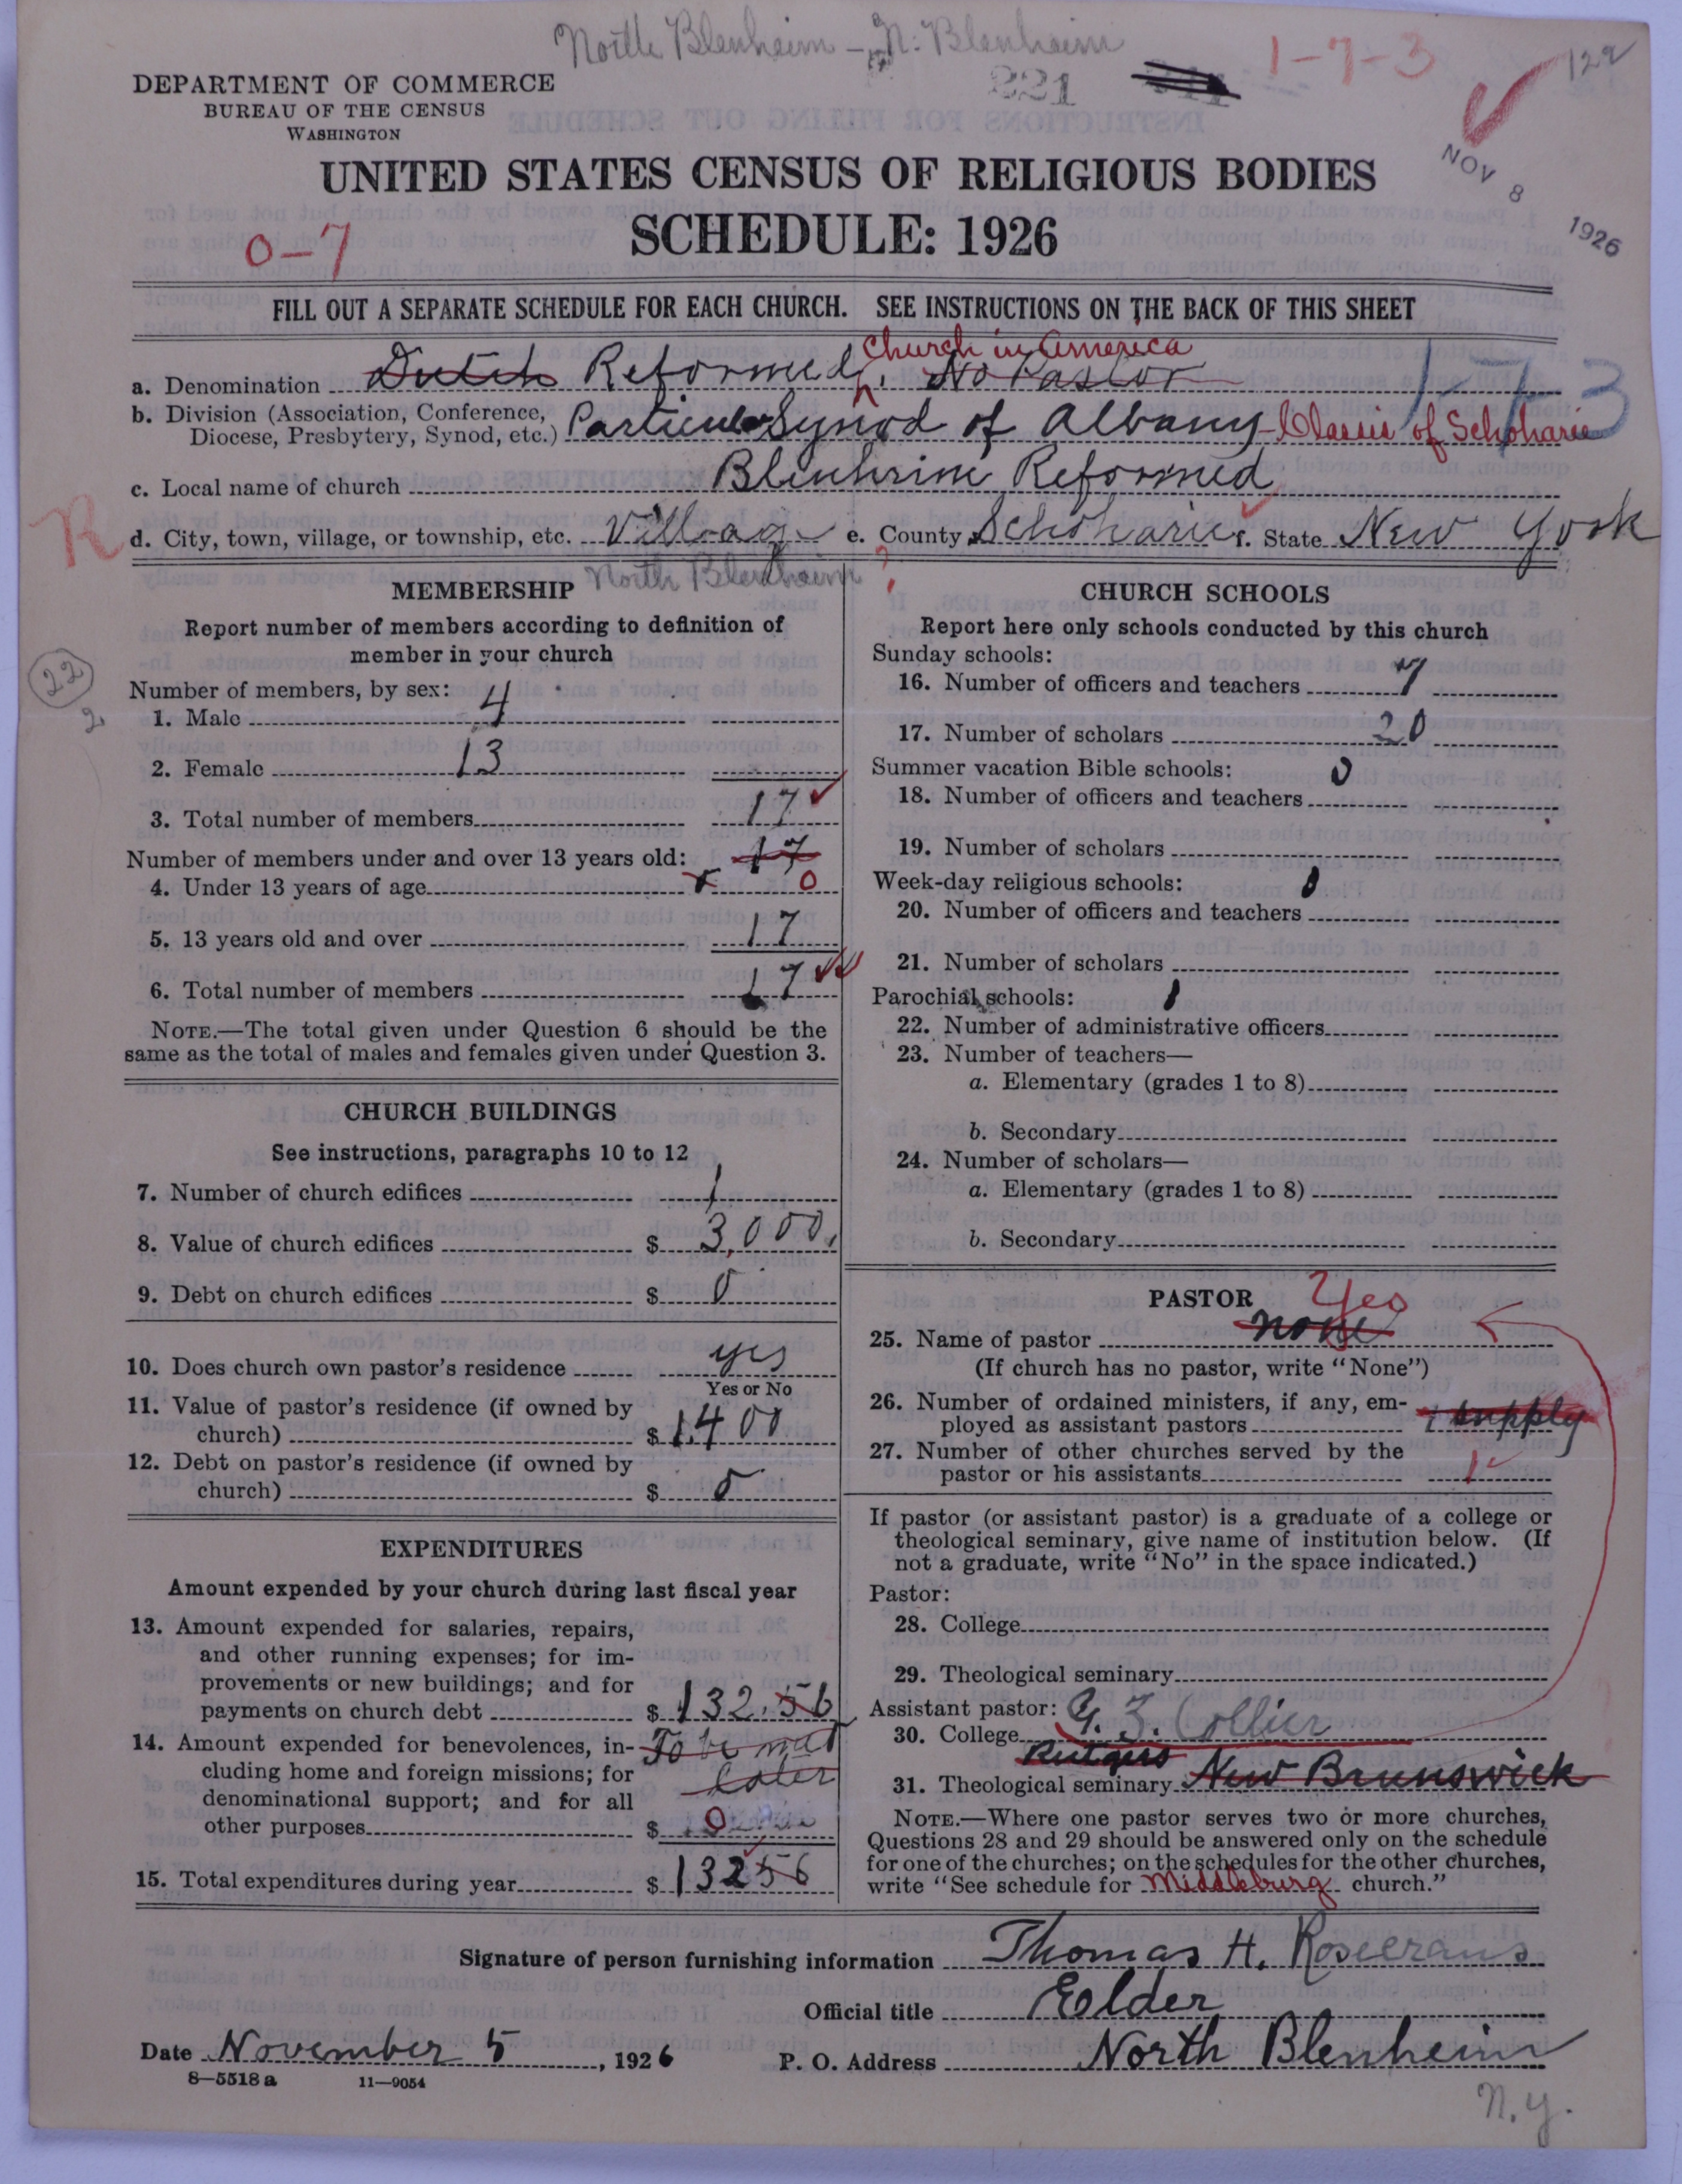 North Blenheim - N. Blenheim
1-7-3
122
DEPARTMENT OF COMMERCE
BUREAU OF THE CENSUS
WASHINGTON
221
NOV 8 1926
UNITED STATES CENSUS OF RELIGIOUS BODIES
SCHEDULE: 1926
0-7
FILL OUT A SEPARATE SCHEDULE FOR EACH CHURCH. SEE INSTRUCTIONS ON THE BACK OF THIS SHEET
Church in America
a. Denomination Dutch Reformed, No Pastor
1-7-3
b. Division (Association, Conference,
Diocese, Presbytery, Synod, etc.) Particular Synod of Albany - Classis of Schoharie
c. Local name of church Blenheim Reformed
R
d. City, town, village, or township, etc. Village e. County Schoharie f. State New York
North Blenheim ?
MEMBERSHIP
Report number of members according to definition of
member in your church
22
2
Number of members, by sex:
1. Male 4
2. Female 13
3. Total number of members 17
Number of members under and over 13 years old: 17
4. Under 13 years of age x 0
5. 13 years old and over 17
6. Total number of members 17
NOTE.—The total given under Question 6 should be the
same as the total of males and females given under Question 3.
CHURCH BUILDINGS
See instructions, paragraphs 10 to 12
7. Number of church edifices 1
8. Value of church edifices $ 3,000.
9. Debt on church edifices $ 0
10. Does church own pastor's residence yes
Yes or No
11. Value of pastor's residence (if owned by
church) $ 1400
12. Debt on pastor's residence (if owned by
church) $ 0
EXPENDITURES
Amount expended by your church during last fiscal year
13. Amount expended for salaries, repairs,
and other running expenses; for im-
provements or new buildings; and for
payments on church debt $ 132.56
14. Amount expended for benevolences, in- To be met
cluding home and foreign missions; for later
denominational support; and for all
other purposes $ 0
15. Total expenditures during year $ 132 56
CHURCH SCHOOLS
Report here only schools conducted by this church
Sunday schools:
16. Number of officers and teachers 7
17. Number of scholars 20
Summer vacation Bible schools: 0
18. Number of officers and teachers
19. Number of scholars
Week-day religious schools: 0
20. Number of officers and teachers
21. Number of scholars
Parochial schools:
22. Number of administrative officers
23. Number of teachers—
a. Elementary (grades 1 to 8)
b. Secondary
24. Number of scholars—
a. Elementary (grades 1 to 8)
b. Secondary
PASTOR Yes
25. Name of pastor none
(If church has no pastor, write "None")
26. Number of ordained ministers, if any, em-
ployed as assistant pastors 1 supply
27. Number of other churches served by the
pastor or his assistants 1
If pastor (or assistant pastor) is a graduate of a college or
theological seminary, give name of institution below. (If
not a graduate, write "No" in the space indicated.)
Pastor:
28. College
29. Theological seminary
Assistant pastor: G. Z. Collier
30. College
Rutgers
31. Theological seminary New Brunswick
NOTE.—Where one pastor serves two or more churches,
Questions 28 and 29 should be answered only on the schedule
for one of the churches; on the schedules for the other churches,
write "See schedule for Middleburg church."
Signature of person furnishing information Thomas H. Rosecrans
Official title Elder
Date November 5, 1926 P. O. Address North Blenheim
8—5518 a 11—9054
N.Y.